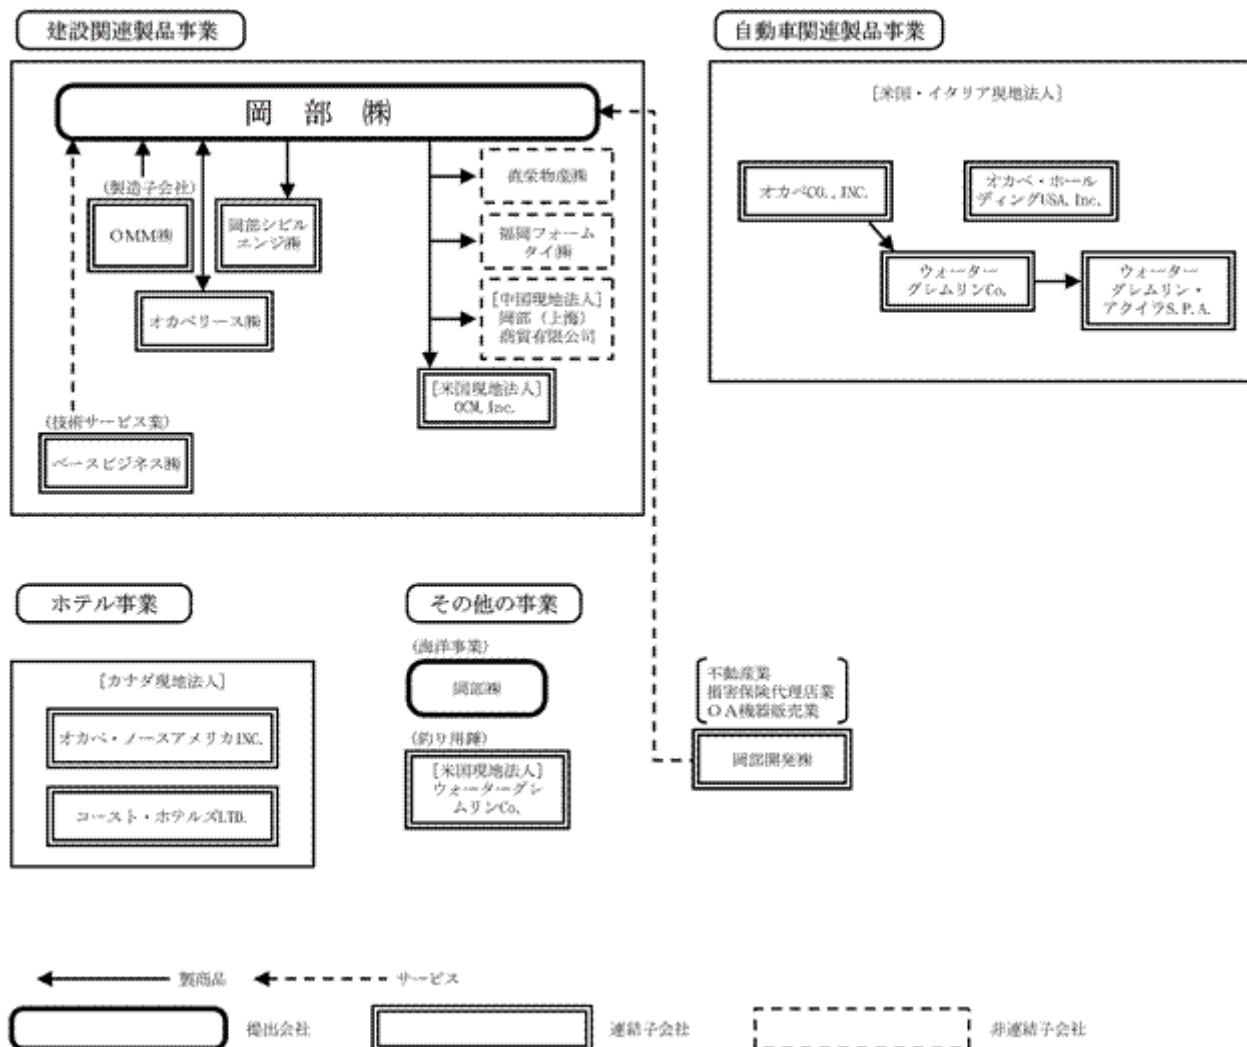 建設関連製品事業
岡 部 ㈱
(製造子会社)
OMM㈱
岡部シビル
エンジ㈱
オカベリース㈱
直栄物産㈱
福岡フォーム
タイ㈱
[中国現地法人]
岡部（上海）
商貿有限公司
[米国現地法人]
OCM,Inc.
(技術サービス業)
ベースビジネス㈱
自動車関連製品事業
[米国・イタリア現地法人]
オカベCO.,INC.
オカベ・ホール
ディングUSA,Inc.
ウォーター
グレムリンCo.
ウォーター
グレムリン・
アクイラS.P.A.
ホテル事業
[カナダ現地法人]
オカベ・ノースアメリカINC.
コースト・ホテルズLTD.
その他の事業
(海洋事業)
岡部㈱
(釣り用錘)
[米国現地法人]
ウォーターグレ
ムリンCo.
不動産業
損害保険代理店業
ＯＡ機器販売業
岡部開発㈱
製商品
サービス
提出会社
連結子会社
非連結子会社